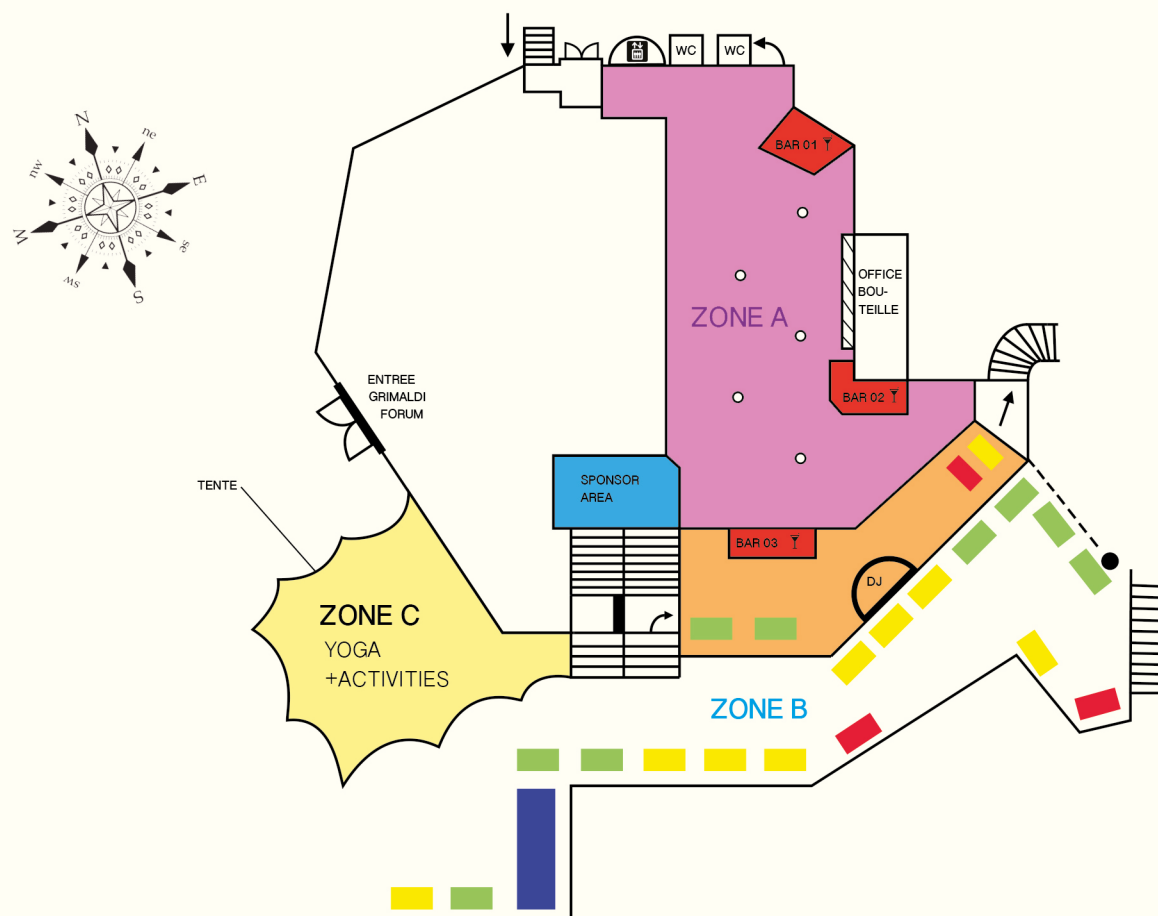 WC
WC
BAR 01
N
ne
E
se
S
sw
W
nw
OFFICE
BOU-
TEILLE
ZONE A
ENTREE
GRIMALDI
FORUM
BAR 02
SPONSOR
AREA
TENTE
BAR 03
DJ
ZONE C
YOGA
+ACTIVITIES
ZONE B